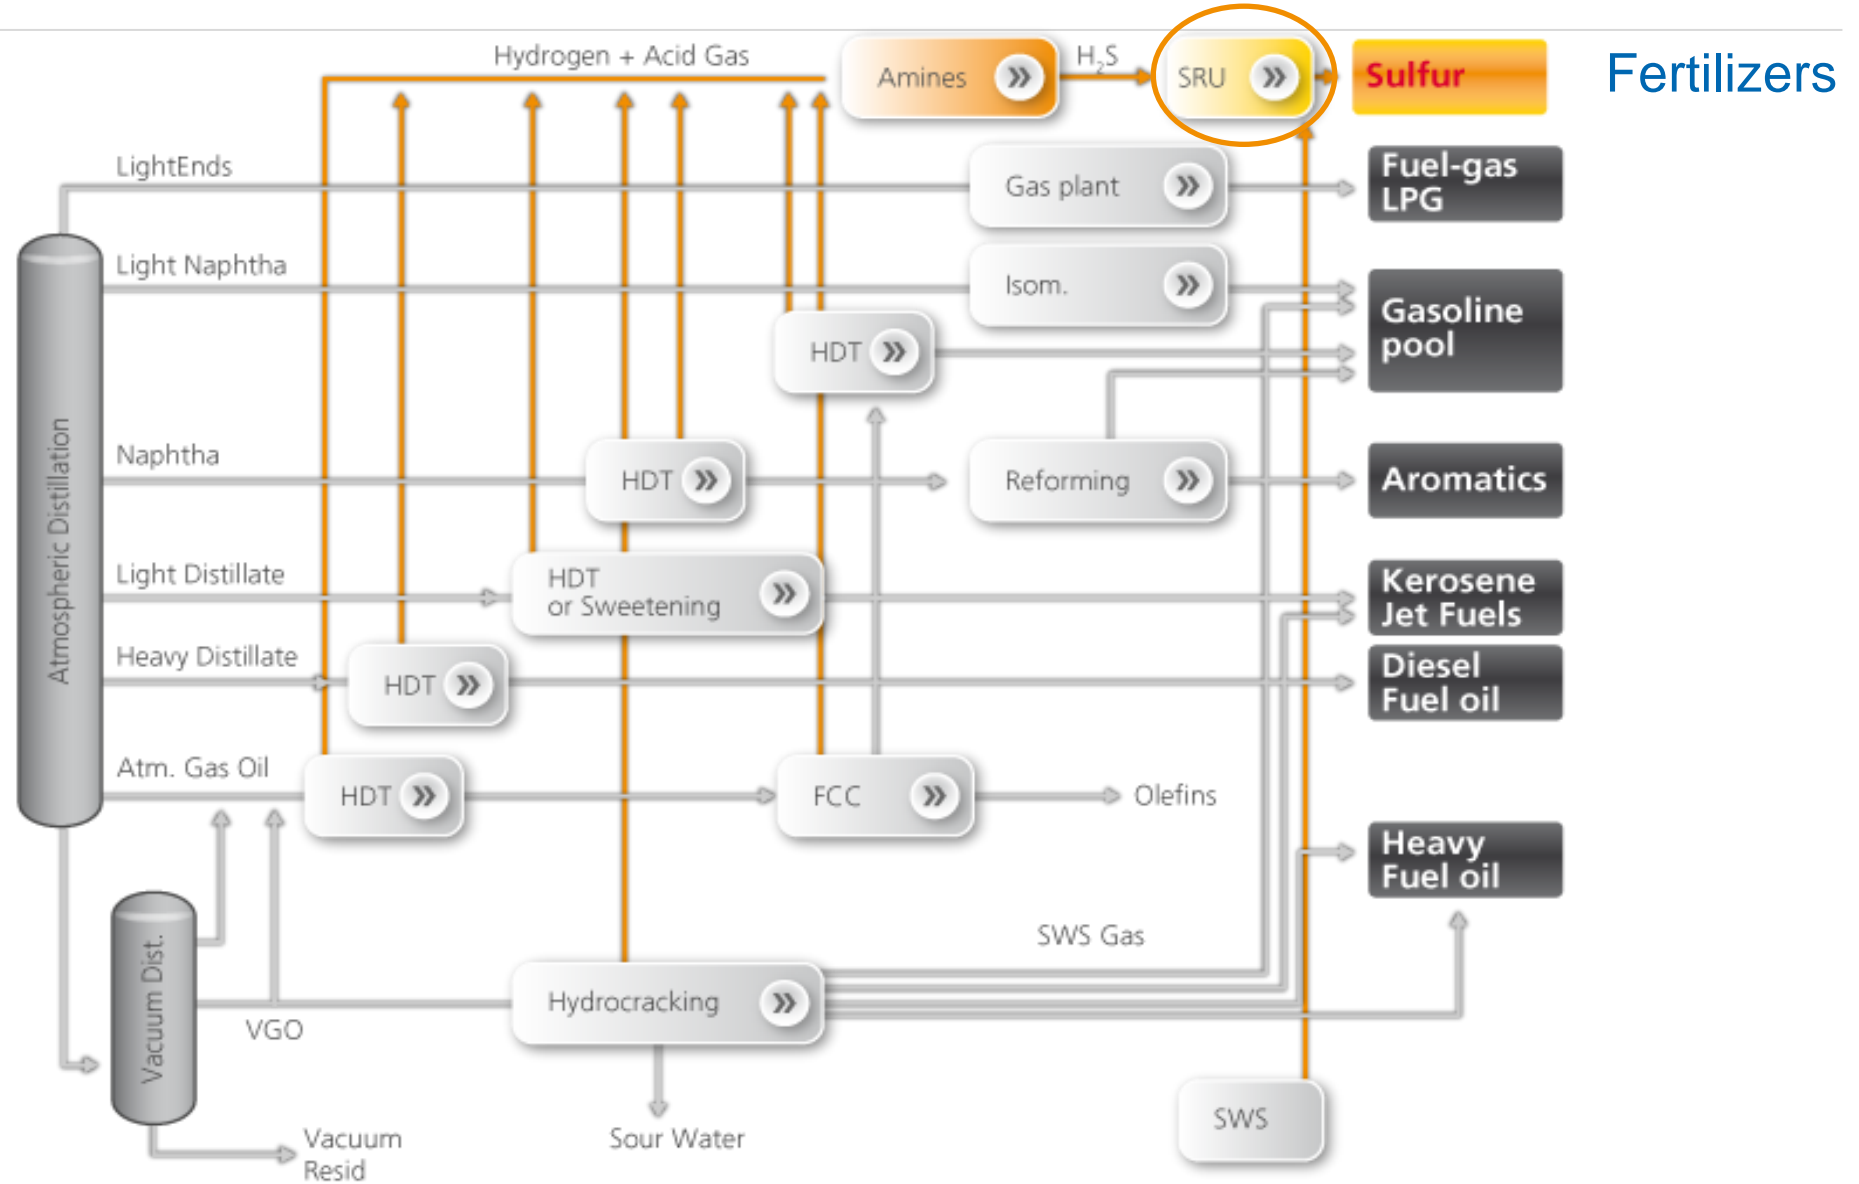 Hydrogen + Acid Gas
Amines
H₂S
SRU
Sulfur
Fertilizers
LightEnds
Gas plant
Fuel-gas
LPG
Light Naphtha
Isom.
Gasoline
pool
HDT
Naphtha
HDT
Reforming
Aromatics
Atmospheric Distillation
Light Distillate
HDT
or Sweetening
Kerosene
Jet Fuels
Heavy Distillate
HDT
Diesel
Fuel oil
Atm. Gas Oil
HDT
FCC
Olefins
Heavy
Fuel oil
Vacuum Dist.
SWS Gas
Hydrocracking
VGO
SWS
Sour Water
Vacuum
Resid